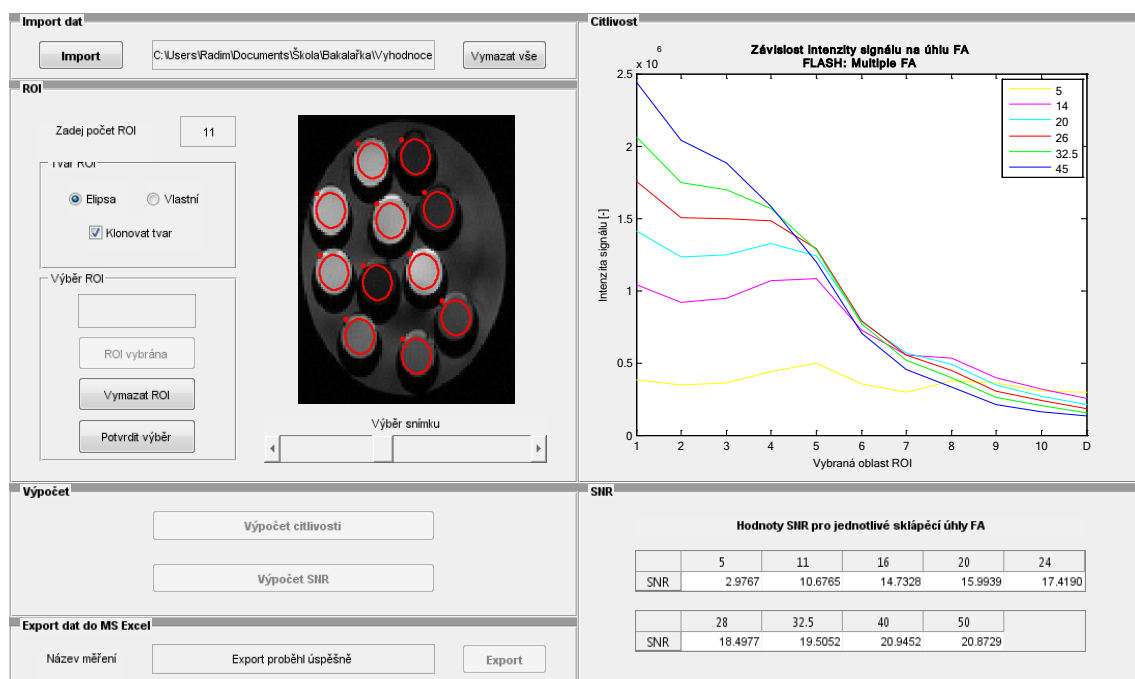 Import dat
Import
C:\Users\Radim\Documents\Škola\Bakalařka\Vyhodnoce
Vymazat vše
ROI
Zadej počet ROI
11
Tvar ROI
Elipsa
Vlastní
Klonovat tvar
Výběr ROI
ROI vybrána
Vymazat ROI
Potvrdit výběr
Výběr snímku
Výpočet
Výpočet citlivosti
Výpočet SNR
Export dat do MS Excel
Název měření
Export proběhl úspěšně
Export
Citlivost
Závislost intenzity signálu na úhlu FA
FLASH: Multiple FA
x 10 6
2.5
2
1.5
1
0.5
0
Intenzita signálu [-]
1 2 3 4 5 6 7 8 9 10 D
Vybraná oblast ROI
5
14
20
26
32.5
45
SNR
Hodnoty SNR pro jednotlivé sklápěcí úhly FA
5 11 16 20 24
SNR 2.9767 10.6765 14.7328 15.9939 17.4190
28 32.5 40 50
SNR 18.4977 19.5052 20.9452 20.8729